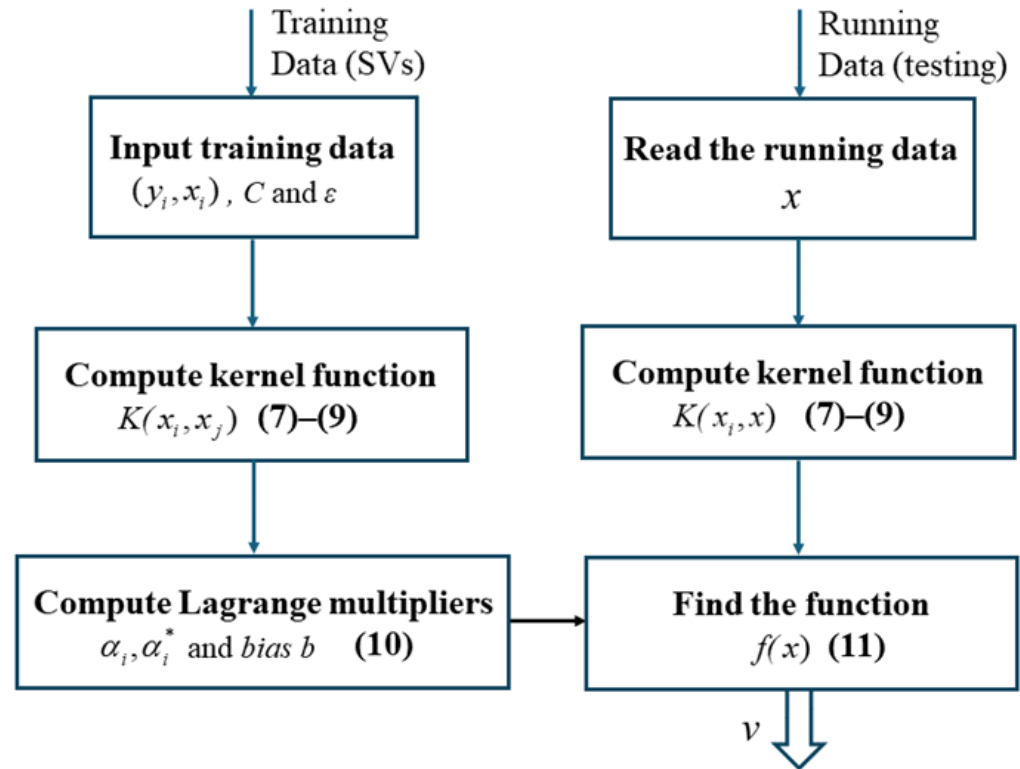 Training
Data (SVs)
Input training data
(yᵢ,xᵢ) , C and ε
Compute kernel function
K(xᵢ,xⱼ) (7)–(9)
Compute Lagrange multipliers
αᵢ,αᵢ* and bias b (10)
Running
Data (testing)
Read the running data
x
Compute kernel function
K(xᵢ,x) (7)–(9)
Find the function
f(x) (11)
v